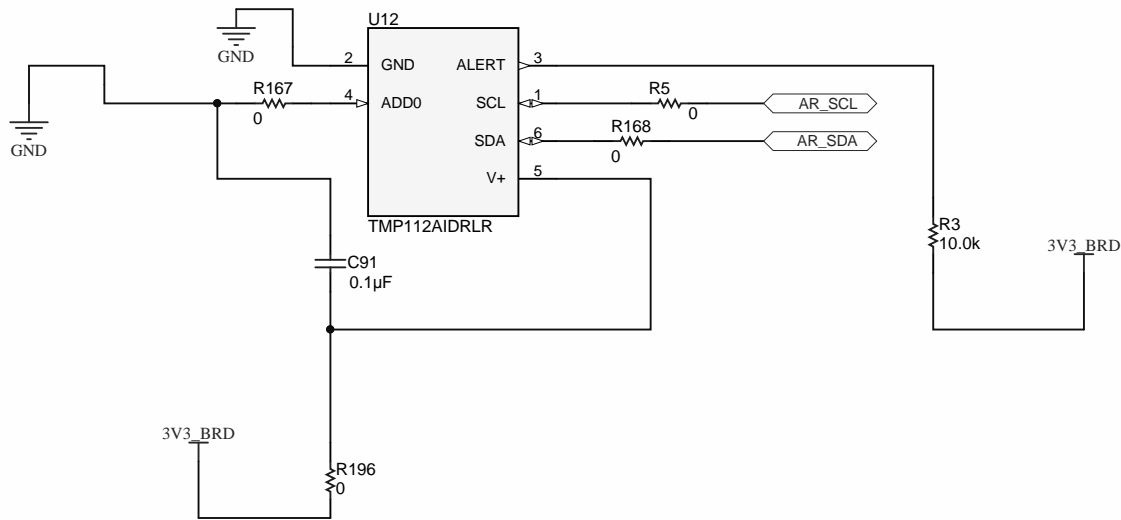 U12
GND
2 GND ALERT 3
R167
0
4 ADD0 SCL 1
R5
0
AR_SCL
GND
SDA 6
R168
0
AR_SDA
V+ 5
TMP112AIDRLR
R3
10.0k
3V3_BRD
C91
0.1µF
3V3_BRD
R196
0